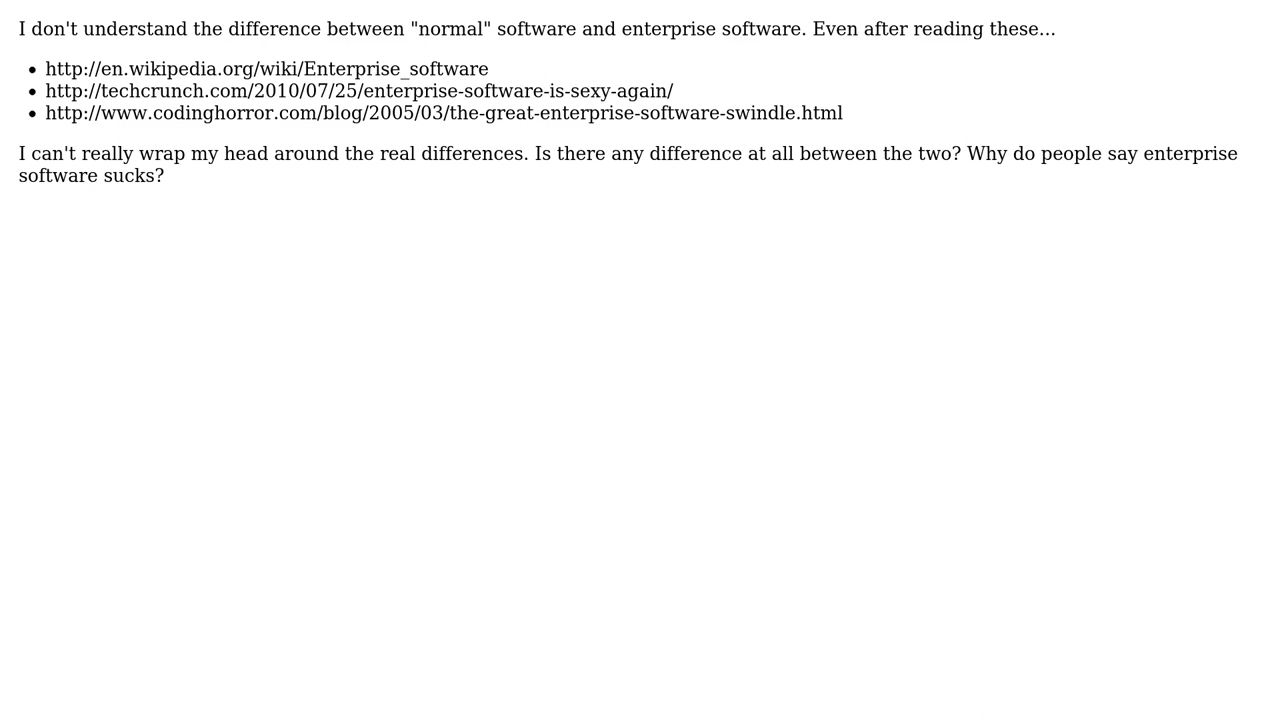 I don't understand the difference between "normal" software and enterprise software. Even after reading these...
• http://en.wikipedia.org/wiki/Enterprise_software
• http://techcrunch.com/2010/07/25/enterprise-software-is-sexy-again/
• http://www.codinghorror.com/blog/2005/03/the-great-enterprise-software-swindle.html
I can't really wrap my head around the real differences. Is there any difference at all between the two? Why do people say enterprise
software sucks?